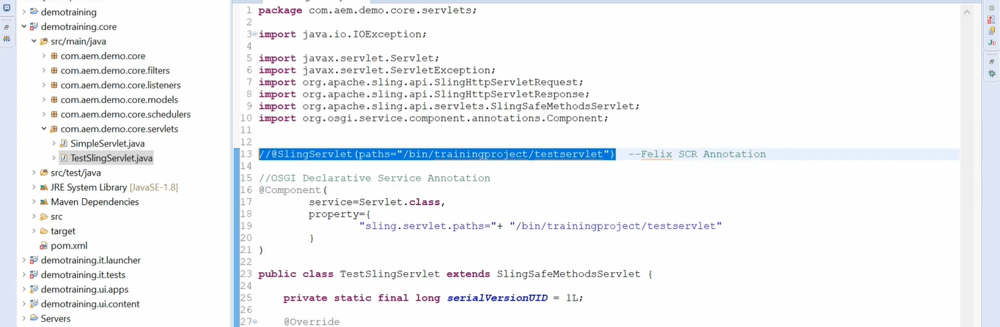 demotraining
demotraining.core
src/main/java
com.aem.demo.core
com.aem.demo.core.filters
com.aem.demo.core.listeners
com.aem.demo.core.models
com.aem.demo.core.schedulers
com.aem.demo.core.servlets
SimpleServlet.java
TestSlingServlet.java
src/test/java
JRE System Library [JavaSE-1.8]
Maven Dependencies
src
target
pom.xml
demotraining.it.launcher
demotraining.it.tests
demotraining.ui.apps
demotraining.ui.content
Servers
1 package com.aem.demo.core.servlets;
2
3 import java.io.IOException;
4
5 import javax.servlet.Servlet;
6 import javax.servlet.ServletException;
7 import org.apache.sling.api.SlingHttpServletRequest;
8 import org.apache.sling.api.SlingHttpServletResponse;
9 import org.apache.sling.api.servlets.SlingSafeMethodsServlet;
10 import org.osgi.service.component.annotations.Component;
11
12
13 //@SlingServlet(paths="/bin/trainingproject/testservlet") --Felix SCR Annotation
14
15 //OSGI Declarative Service Annotation
16 @Component(
17 service=Servlet.class,
18 property={
19 "sling.servlet.paths="+ "/bin/trainingproject/testservlet"
20 }
21 )
22
23 public class TestSlingServlet extends SlingSafeMethodsServlet {
24
25 private static final long serialVersionUID = 1L;
26
27 @Override
Ju